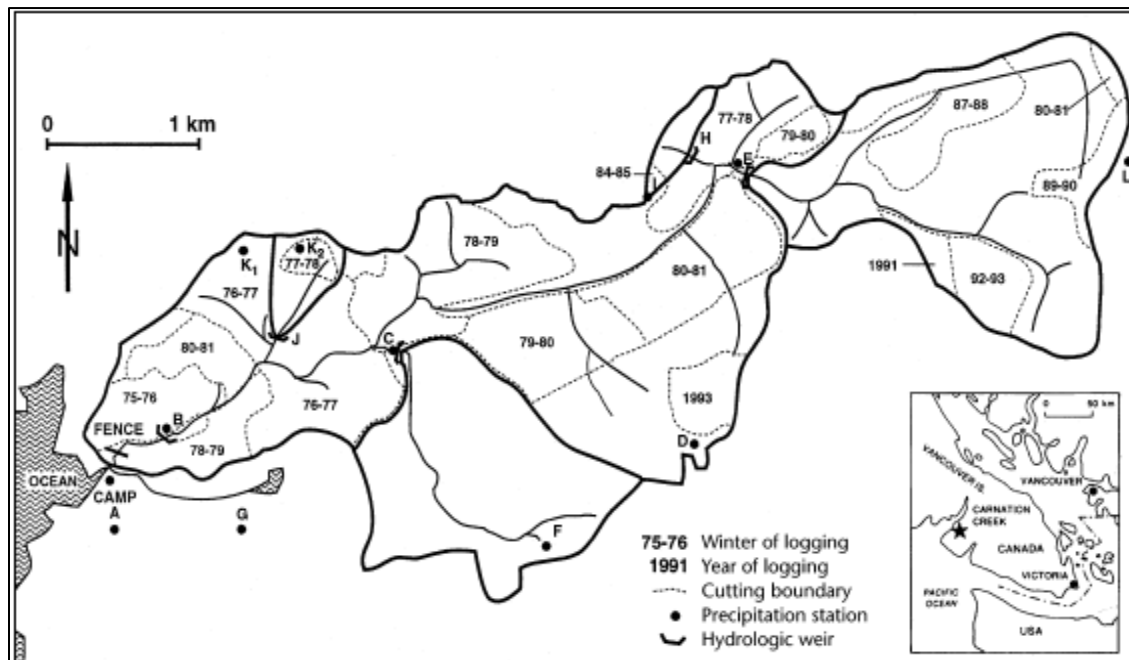 0 1 km
N
77-78
H
79-80
E
84-85
I
87-88
80-81
L
89-90
1991
92-93
K1
K2
77-78
76-77
J
78-79
80-81
C
79-80
80-81
75-76
B
76-77
FENCE
78-79
1993
D
OCEAN
CAMP
A
G
F
75-76 Winter of logging
1991 Year of logging
Cutting boundary
Precipitation station
Hydrologic weir
0 50 km
VANCOUVER IS.
VANCOUVER
CARNATION
CREEK
CANADA
VICTORIA
PACIFIC
OCEAN
USA